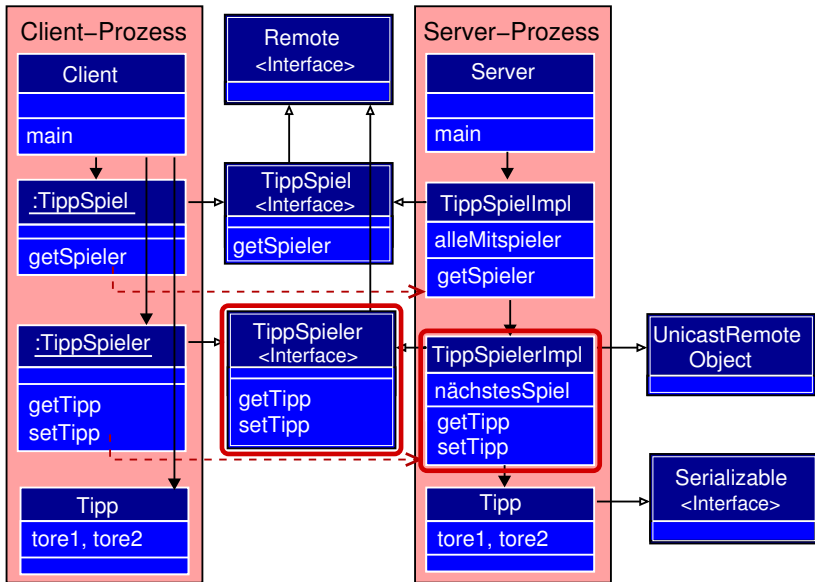 Client–Prozess
Client
main
:TippSpiel
getSpieler
:TippSpieler
getTipp
setTipp
Tipp
tore1, tore2
Remote
<Interface>
TippSpiel
<Interface>
getSpieler
TippSpieler
<Interface>
getTipp
setTipp
Server–Prozess
Server
main
TippSpielImpl
alleMitspieler
getSpieler
TippSpielerImpl
nächstesSpiel
getTipp
setTipp
Tipp
tore1, tore2
UnicastRemote
Object
Serializable
<Interface>